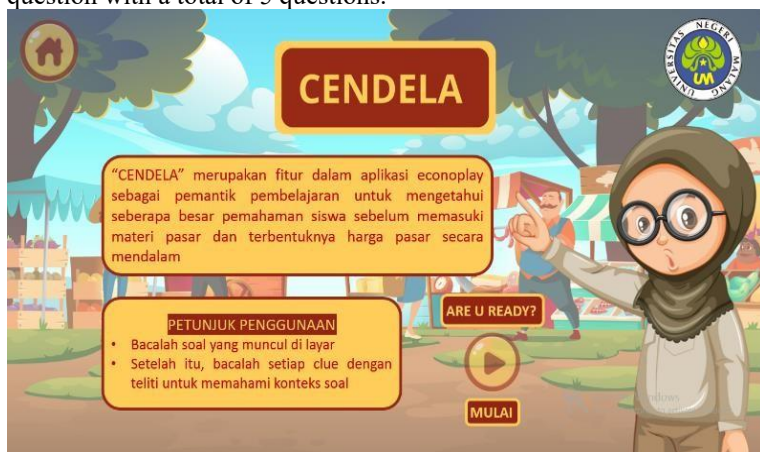 question with a total of 5 questions.
UNIVERSITAS NEGERI MALANG
UM
CENDELA
“CENDELA” merupakan fitur dalam aplikasi econoplay
sebagai pemantik pembelajaran untuk mengetahui
seberapa besar pemahaman siswa sebelum memasuki
materi pasar dan terbentuknya harga pasar secara
mendalam
PETUNJUK PENGGUNAAN
• Bacalah soal yang muncul di layar
• Setelah itu, bacalah setiap clue dengan
teliti untuk memahami konteks soal
ARE U READY?
MULAI